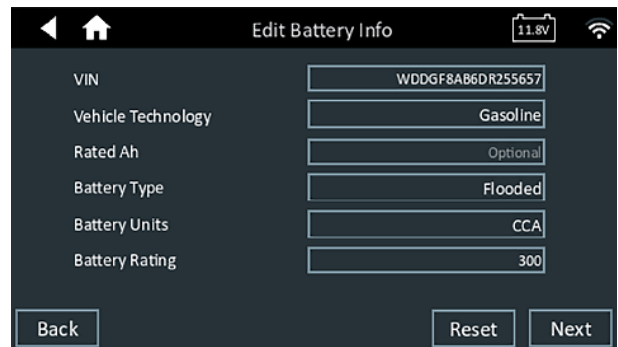 Edit Battery Info 11.8V
VIN WDDGF8AB6DR255657
Vehicle Technology Gasoline
Rated Ah Optional
Battery Type Flooded
Battery Units CCA
Battery Rating 300
Back Reset Next